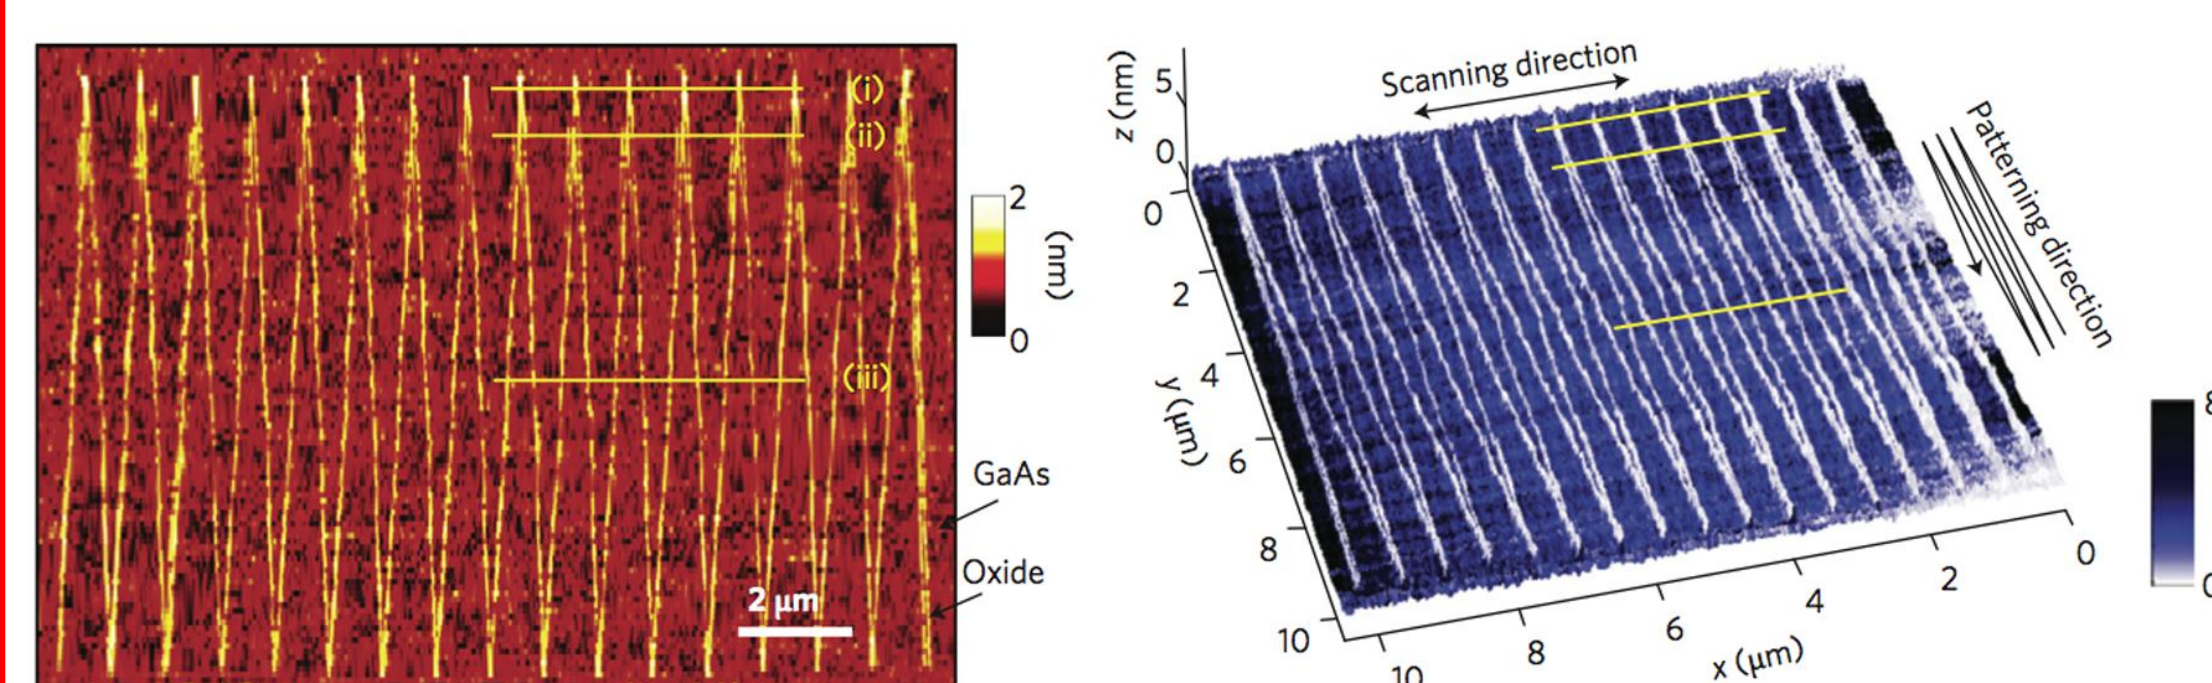 (i)
(ii)
(iii)
2
(nm)
0
GaAs
Oxide
2 μm
z (nm)
5
0
Scanning direction
Patterning direction
0
2
4
6
8
10
y (μm)
10
8
6
4
2
0
x (μm)
8